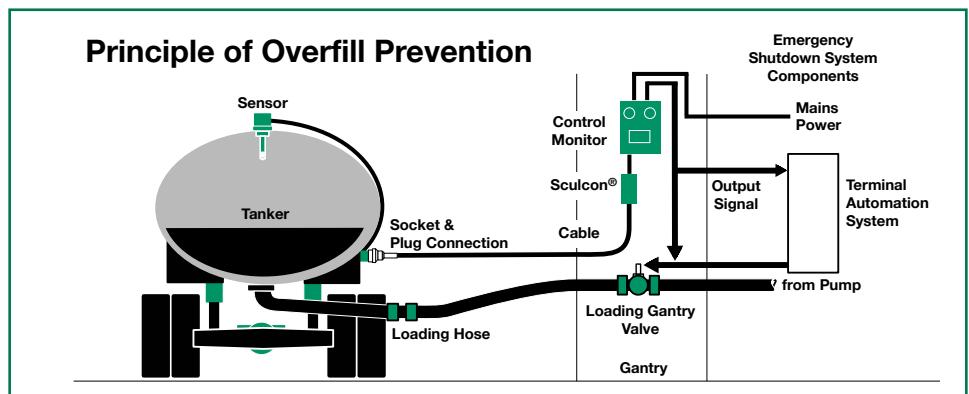 Principle of Overfill Prevention
Emergency
Shutdown System
Components
Sensor
Control
Monitor
Mains
Power
Sculcon®
Output
Signal
Terminal
Automation
System
Tanker
Socket &
Plug Connection
Cable
from Pump
Loading Hose
Loading Gantry
Valve
Gantry